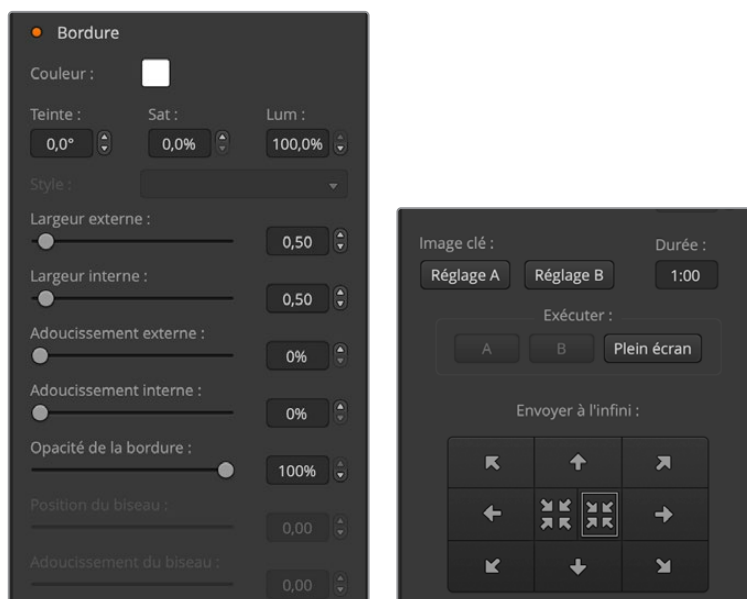 Bordure
Couleur :
Teinte : Sat : Lum :
0,0° 0,0% 100,0%
Style :
Largeur externe :
0,50
Largeur interne :
0,50
Adoucissement externe :
0%
Adoucissement interne :
0%
Opacité de la bordure :
100%
Position du biseau :
0,00
Adoucissement du biseau :
0,00
Image clé : Durée :
Réglage A Réglage B 1:00
Exécuter :
A B Plein écran
Envoyer à l'infini :